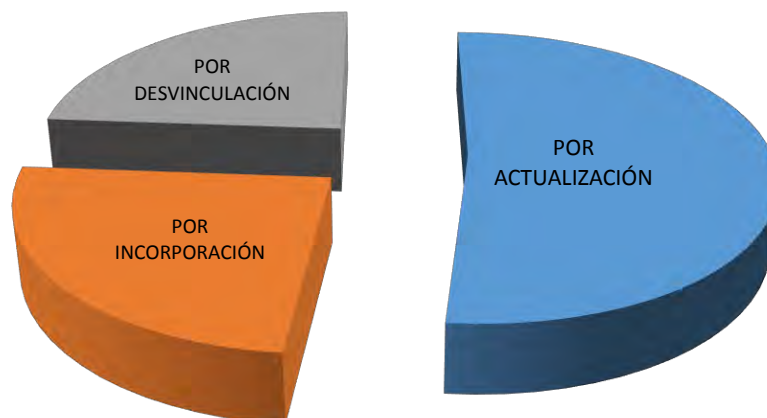 POR
DESVINCULACIÓN
POR
ACTUALIZACIÓN
POR
INCORPORACIÓN